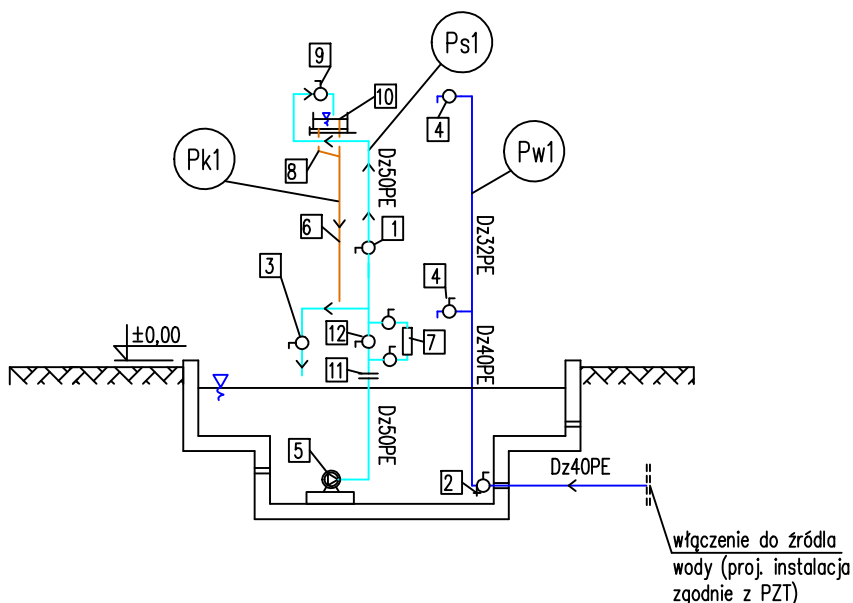 Ps1
9
10
4
Pk1
8
Dz50PE
Pw1
6
1
Dz32PE
3
4
±0,00
12
7
11
Dz40PE
Dz50PE
5
2
Dz40PE
włączenie do źródła
wody (proj. instalacja
zgodnie z PZT)